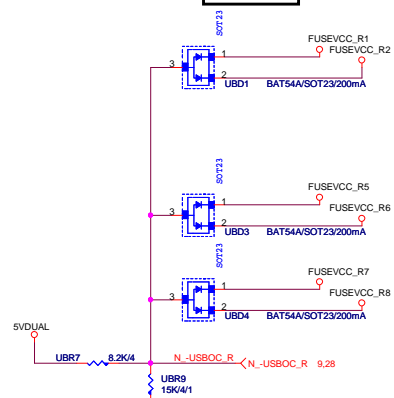 SOT23
FUSEVCC_R1
FUSEVCC_R2
3
1
2
UBD1 BAT54A/SOT23/200mA
SOT23
FUSEVCC_R5
FUSEVCC_R6
3
1
2
UBD3 BAT54A/SOT23/200mA
SOT23
FUSEVCC_R7
FUSEVCC_R8
3
1
2
UBD4 BAT54A/SOT23/200mA
5VDUAL
UBR7 8.2K/4 N_-USBOC_R N_-USBOC_R 9,28
UBR9
15K/4/1